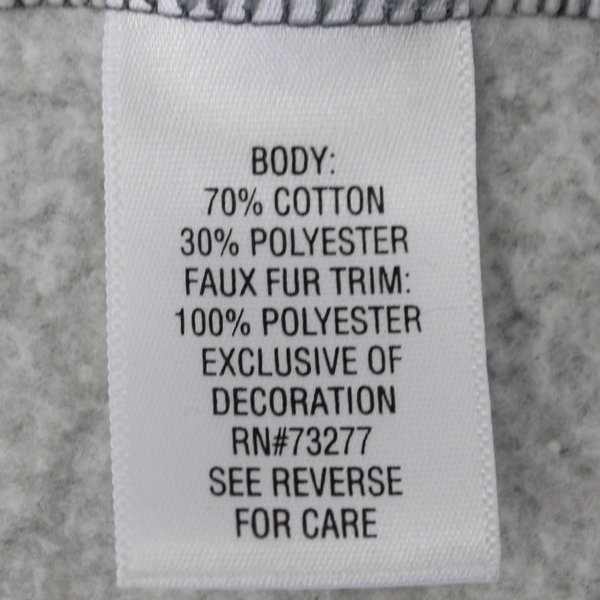 BODY:
70% COTTON
30% POLYESTER
FAUX FUR TRIM:
100% POLYESTER
EXCLUSIVE OF
DECORATION
RN#73277
SEE REVERSE
FOR CARE